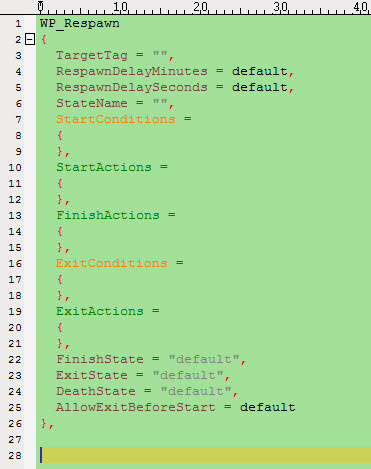 0 10 20 30 40
1 WP_Respawn
2 {
3 TargetTag = "",
4 RespawnDelayMinutes = default,
5 RespawnDelaySeconds = default,
6 StateName = "",
7 StartConditions =
8 {
9 },
10 StartActions =
11 {
12 },
13 FinishActions =
14 {
15 },
16 ExitConditions =
17 {
18 },
19 ExitActions =
20 {
21 },
22 FinishState = "default",
23 ExitState = "default",
24 DeathState = "default",
25 AllowExitBeforeStart = default
26 },
27
28